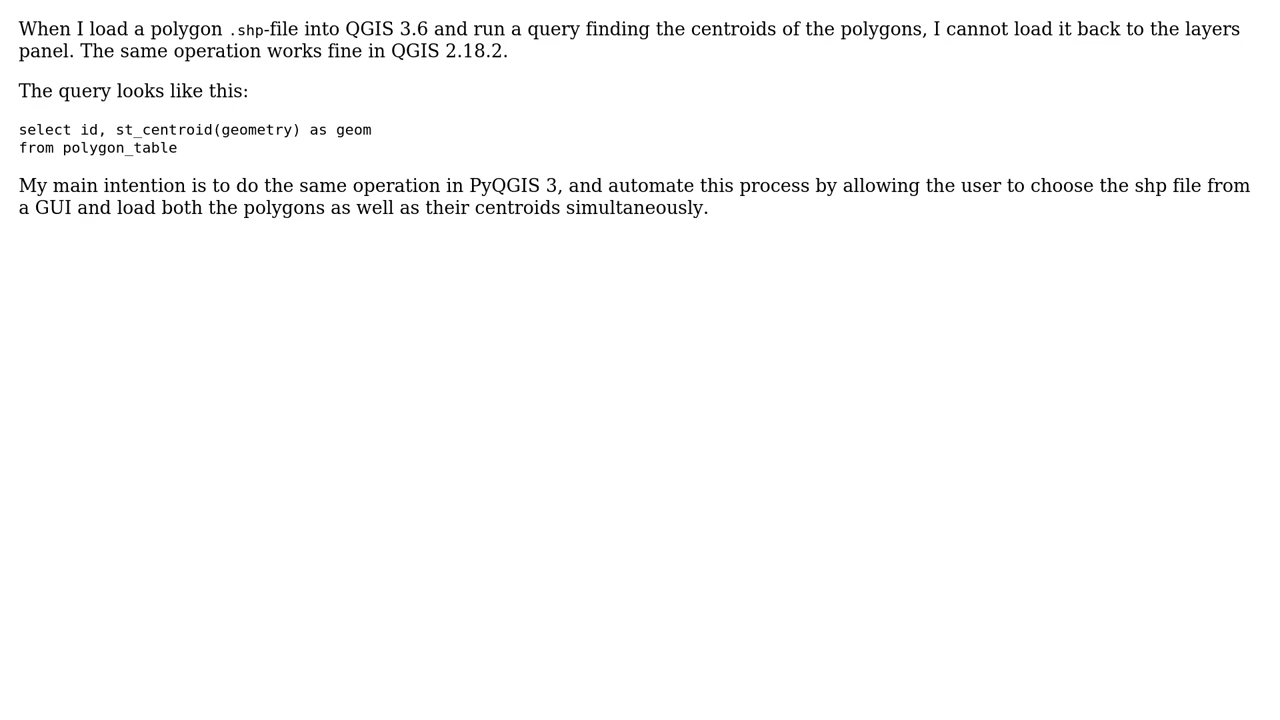 When I load a polygon .shp-file into QGIS 3.6 and run a query finding the centroids of the polygons, I cannot load it back to the layers
panel. The same operation works fine in QGIS 2.18.2.
The query looks like this:
select id, st_centroid(geometry) as geom
from polygon_table
My main intention is to do the same operation in PyQGIS 3, and automate this process by allowing the user to choose the shp file from
a GUI and load both the polygons as well as their centroids simultaneously.